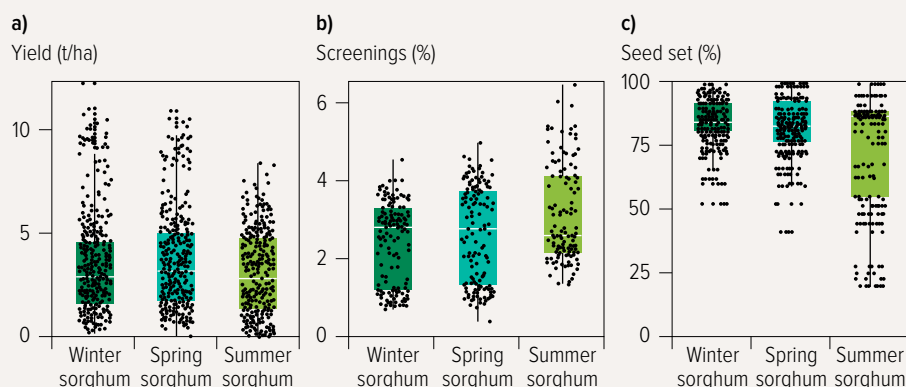 a)
Yield (t/ha)
10
5
0
Winter sorghum
Spring sorghum
Summer sorghum
b)
Screenings (%)
6
4
2
0
Winter sorghum
Spring sorghum
Summer sorghum
c)
Seed set (%)
100
75
50
25
0
Winter sorghum
Spring sorghum
Summer sorghum